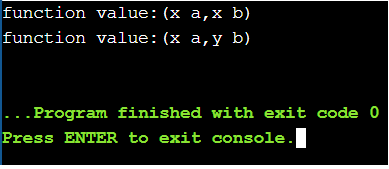 function value:(x a,x b)
function value:(x a,y b)
...Program finished with exit code 0
Press ENTER to exit console.